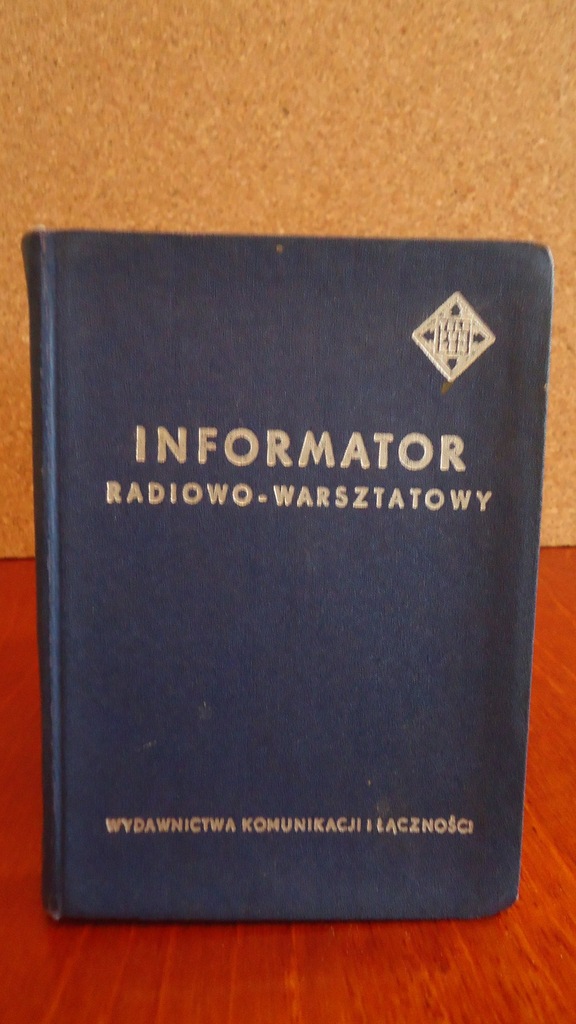 INFORMATOR
RADIOWO-WARSZTATOWY
WYDAWNICTWA KOMUNIKACJI I ŁĄCZNOŚCI